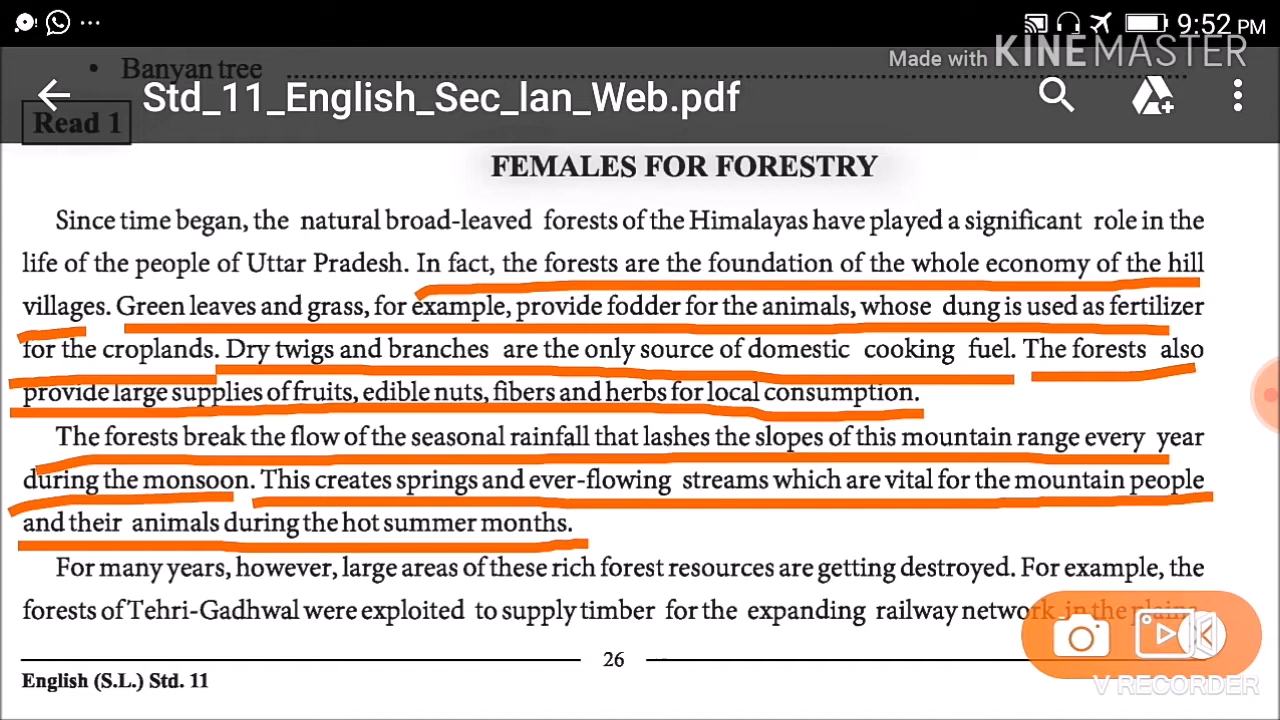 9:52 PM
Made with KINEMASTER
• Banyan tree
Std_11_English_Sec_lan_Web.pdf
Read 1
FEMALES FOR FORESTRY
Since time began, the natural broad-leaved forests of the Himalayas have played a significant role in the
life of the people of Uttar Pradesh. In fact, the forests are the foundation of the whole economy of the hill
villages. Green leaves and grass, for example, provide fodder for the animals, whose dung is used as fertilizer
for the croplands. Dry twigs and branches are the only source of domestic cooking fuel. The forests also
provide large supplies of fruits, edible nuts, fibers and herbs for local consumption.
The forests break the flow of the seasonal rainfall that lashes the slopes of this mountain range every year
during the monsoon. This creates springs and ever-flowing streams which are vital for the mountain people
and their animals during the hot summer months.
For many years, however, large areas of these rich forest resources are getting destroyed. For example, the
forests of Tehri-Gadhwal were exploited to supply timber for the expanding railway network in the plains.
26
English (S.L.) Std. 11
V RECORDER